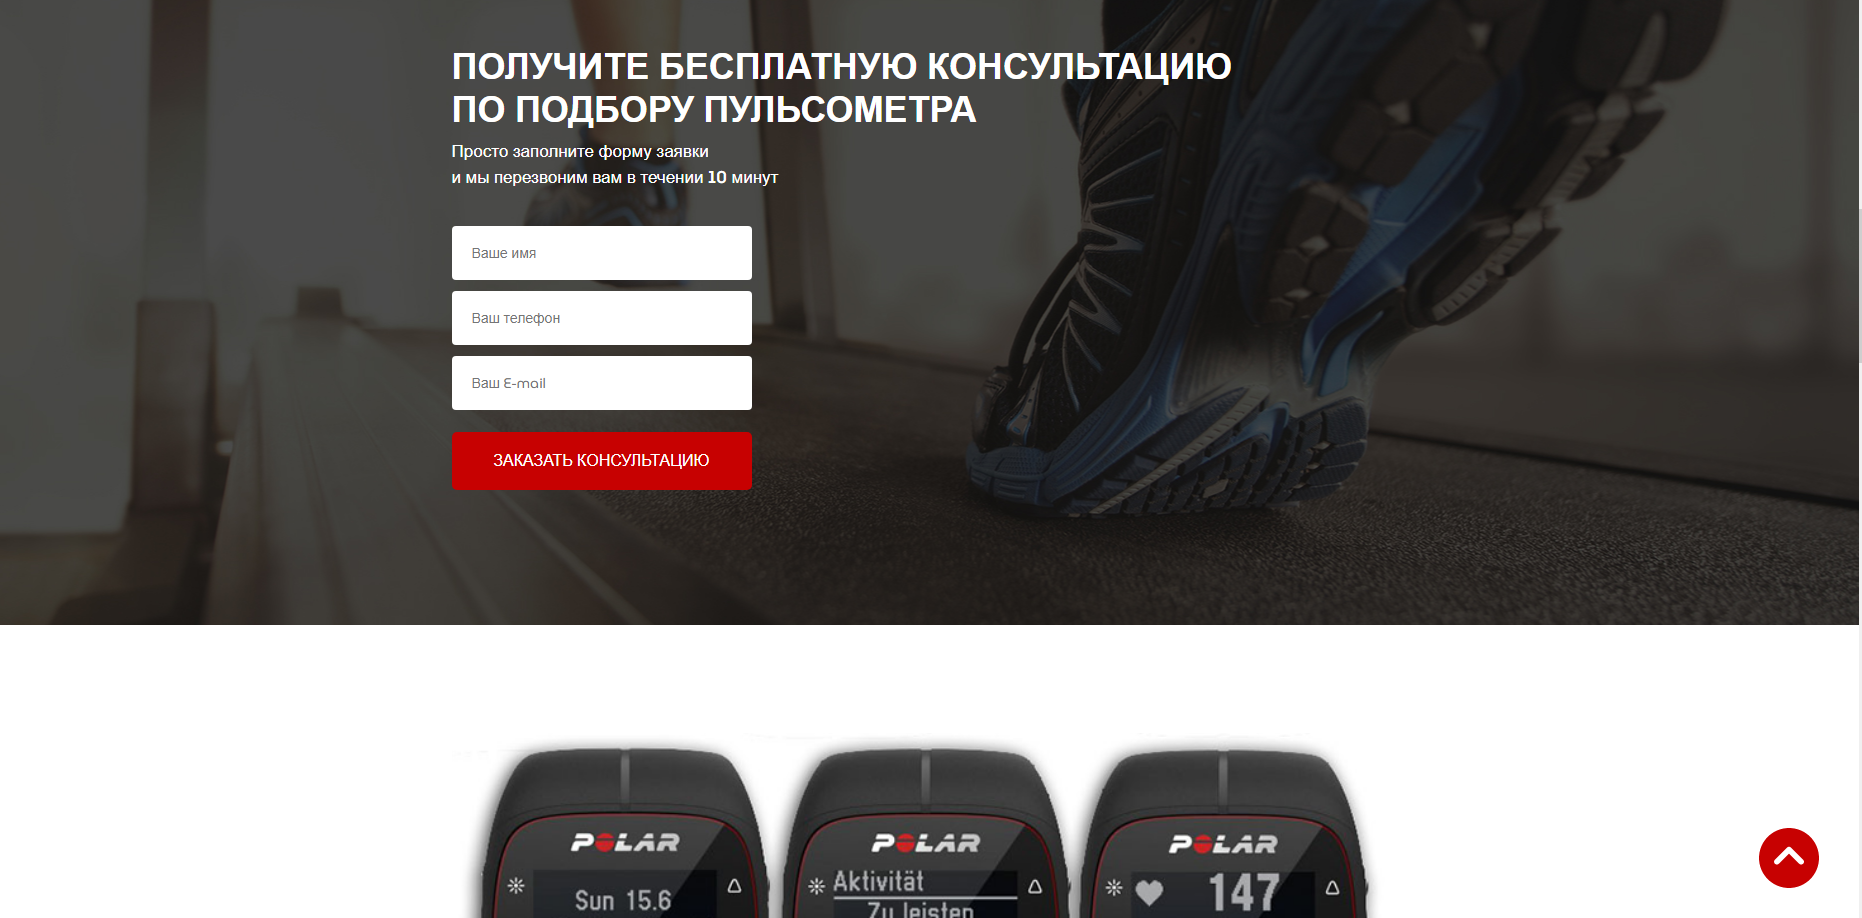 ПОЛУЧИТЕ БЕСПЛАТНУЮ КОНСУЛЬТАЦИЮ
ПО ПОДБОРУ ПУЛЬСОМЕТРА
Просто заполните форму заявки
и мы перезвоним вам в течении 10 минут
Ваше имя
Ваш телефон
Ваш E-mail
ЗАКАЗАТЬ КОНСУЛЬТАЦИЮ
POLAR
Sun 15.6
POLAR
Aktivität
Zu leisten
POLAR
147